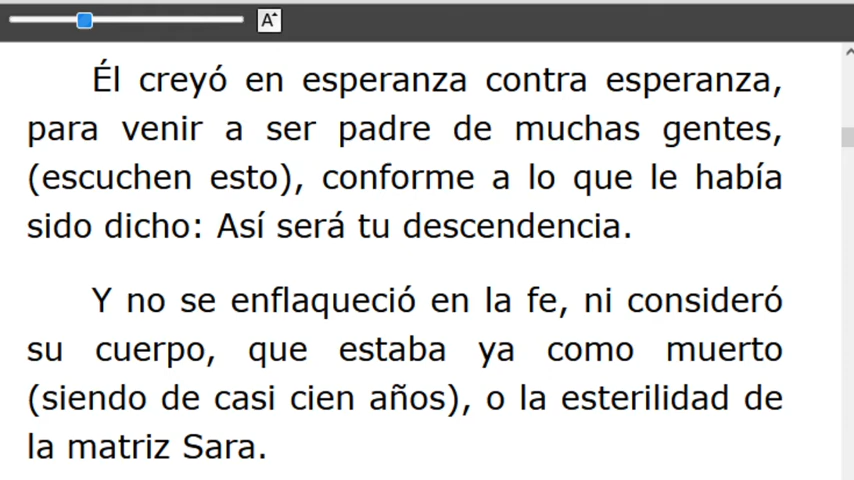 A
Él creyó en esperanza contra esperanza,
para venir a ser padre de muchas gentes,
(escuchen esto), conforme a lo que le había
sido dicho: Así será tu descendencia.
Y no se enflaqueció en la fe, ni consideró
su cuerpo, que estaba ya como muerto
(siendo de casi cien años), o la esterilidad de
la matriz Sara.